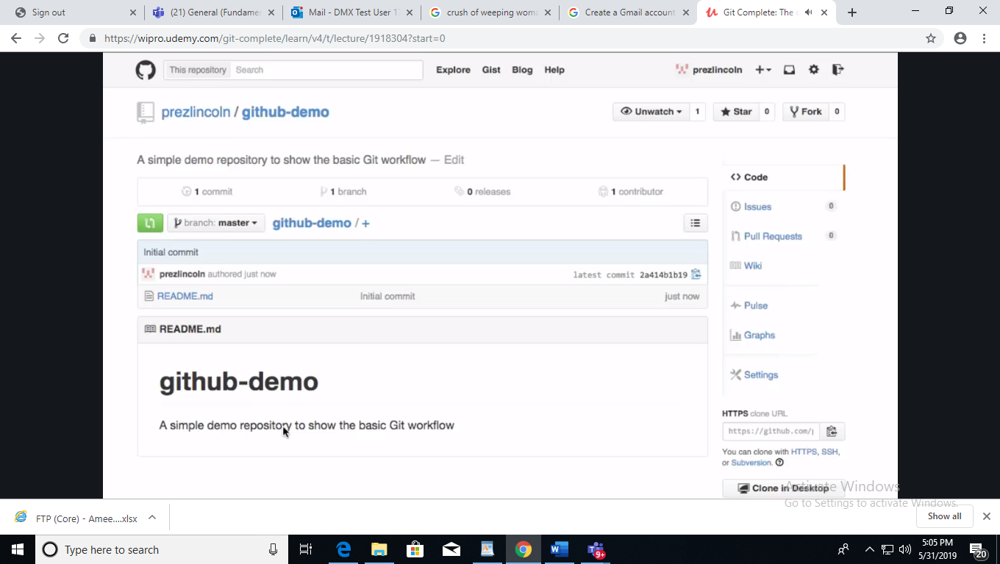 Sign out
(21) General (Fundamer
Mail - DMX Test User 1
crush of weeping woma
Create a Gmail account
Git Complete: The
https://wipro.udemy.com/git-complete/learn/v4/t/lecture/1918304?start=0
This repository Search Explore Gist Blog Help prezlincoln
prezlincoln / github-demo Unwatch 1 Star 0 Fork 0
A simple demo repository to show the basic Git workflow — Edit
1 commit 1 branch 0 releases 1 contributor
branch: master github-demo / +
Initial commit
prezlincoln authored just now latest commit 2a414b1b19
README.md Initial commit just now
README.md
github-demo
A simple demo repository to show the basic Git workflow
<> Code
Issues 0
Pull Requests 0
Wiki
Pulse
Graphs
Settings
HTTPS clone URL
https://github.com/
You can clone with HTTPS, SSH,
or Subversion.
Clone in Desktop
Activate Windows
Go to Settings to activate Windows.
FTP (Core) - Amee....xlsx Show all
Type here to search
9+
5:05 PM
5/31/2019
20